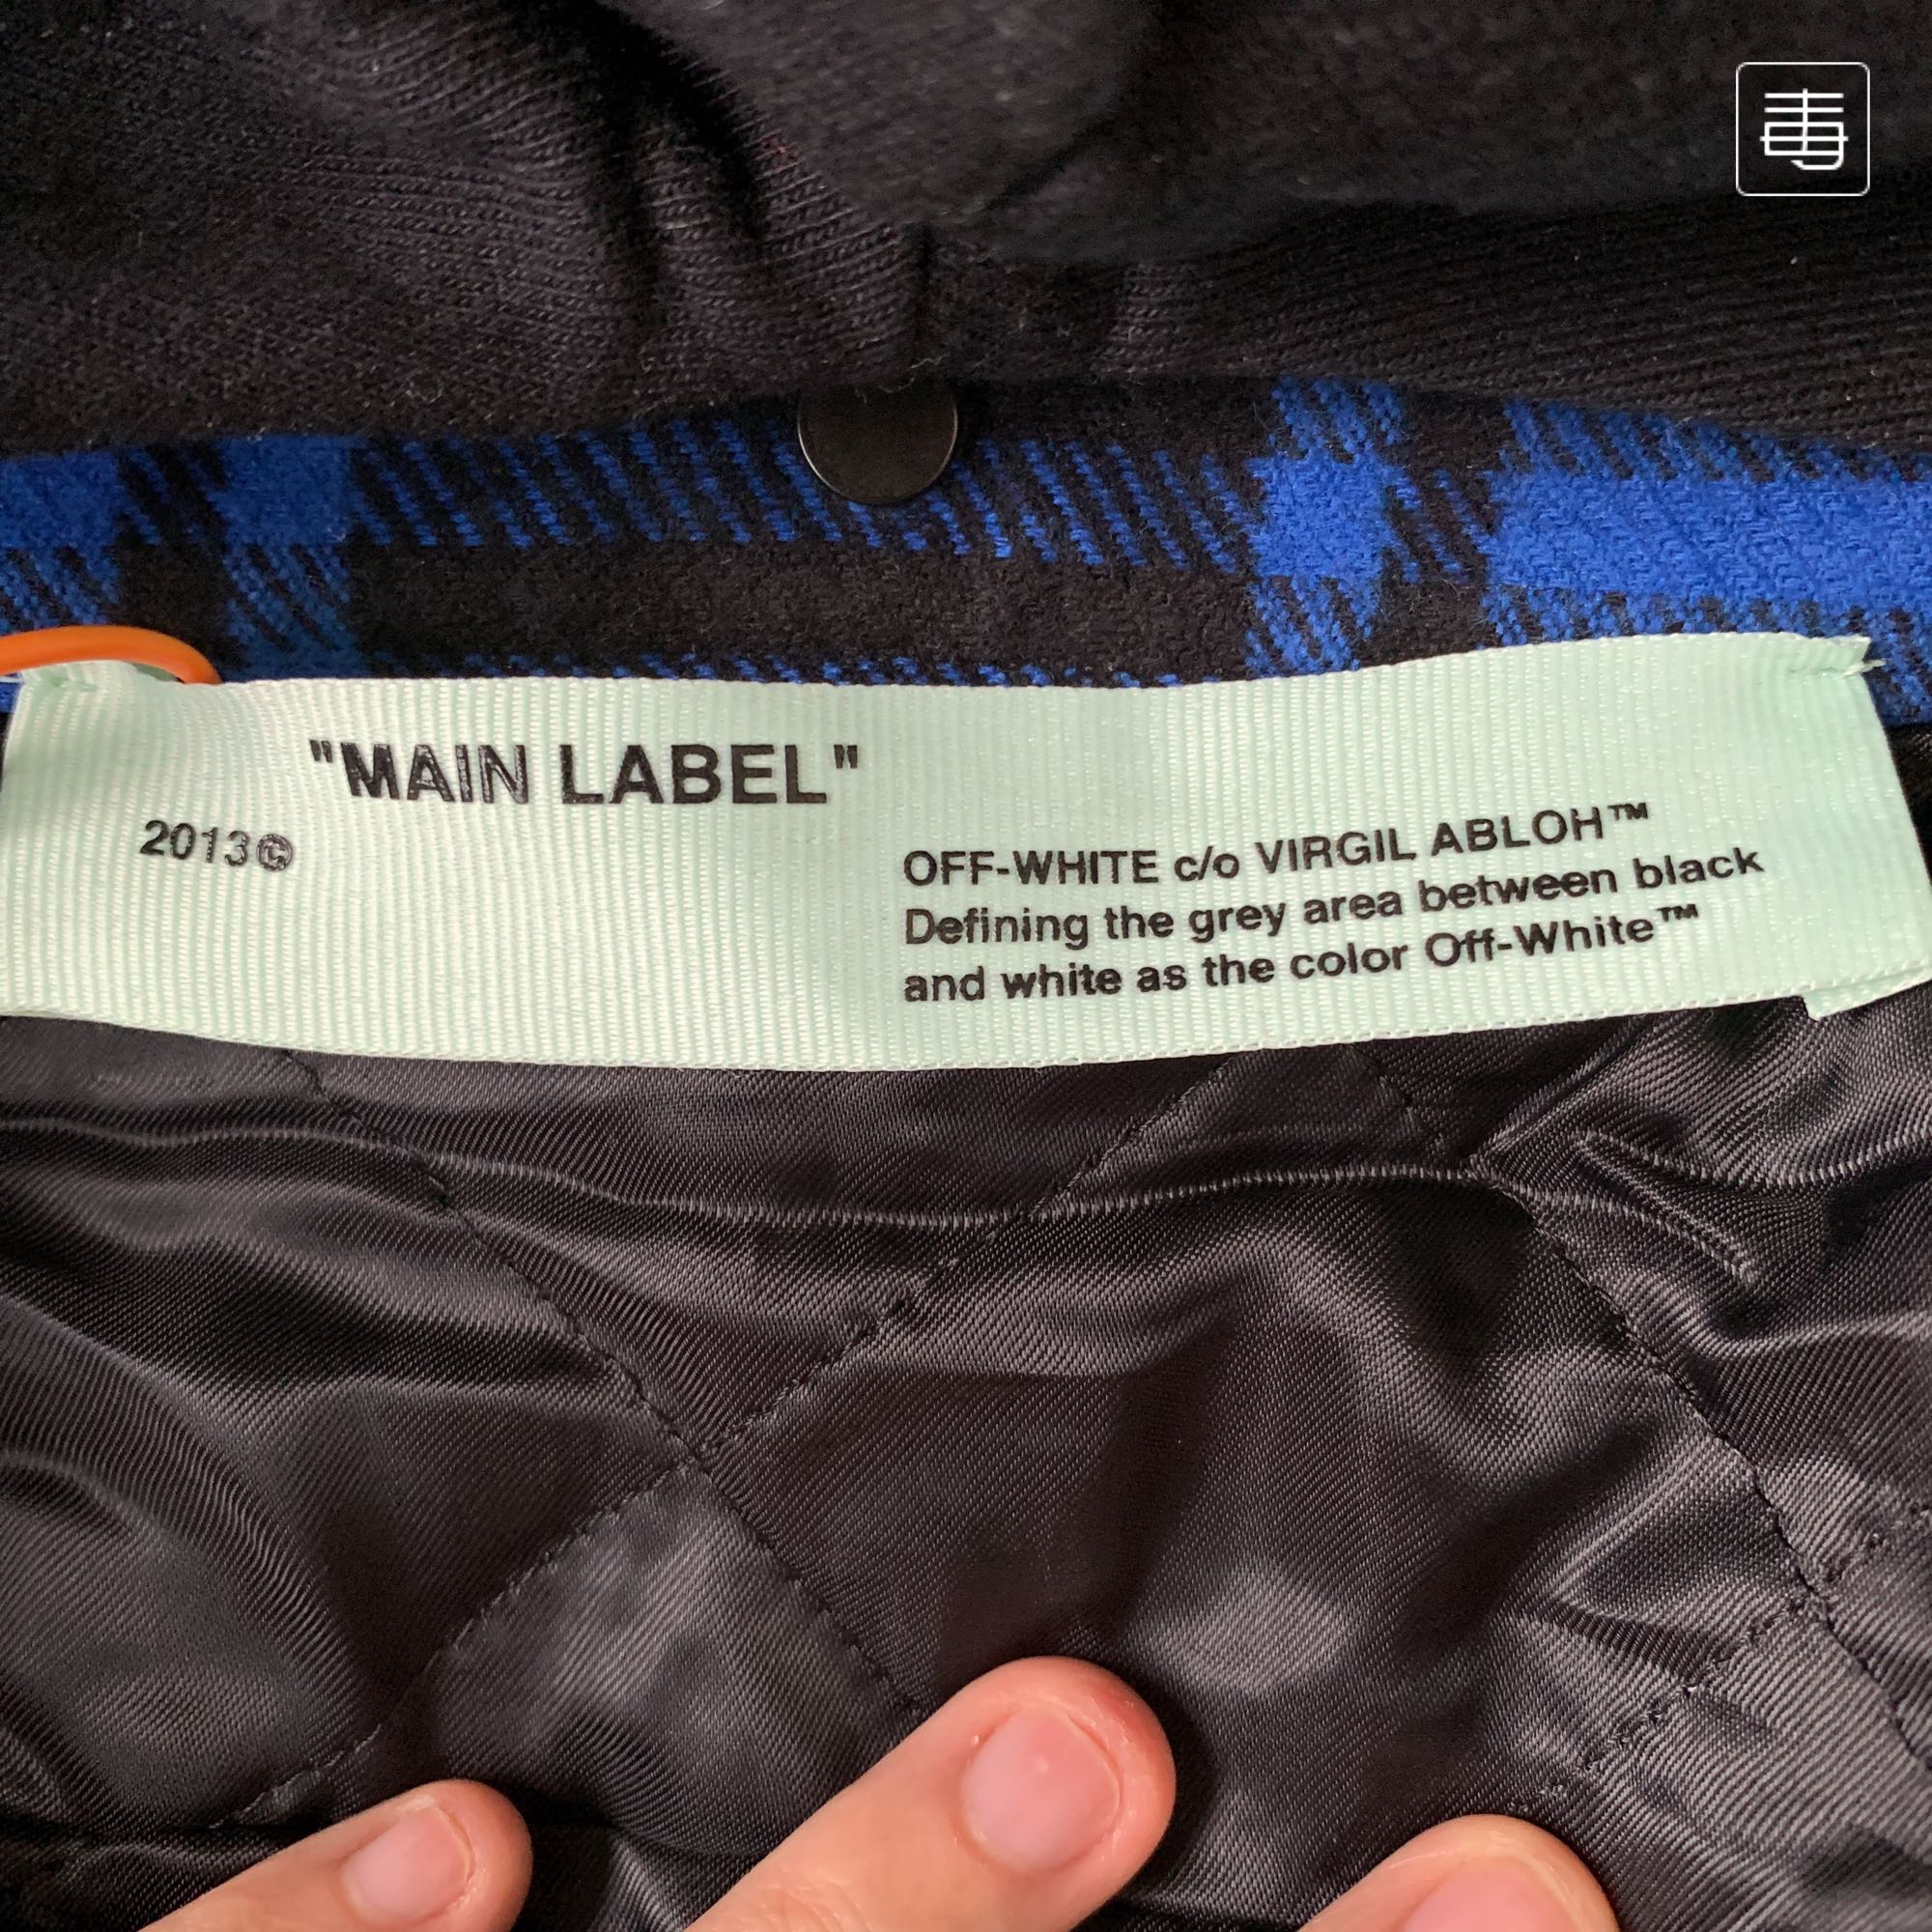 毒
"MAIN LABEL"
2013©
OFF-WHITE c/o VIRGIL ABLOH™
Defining the grey area between black
and white as the color Off-White™